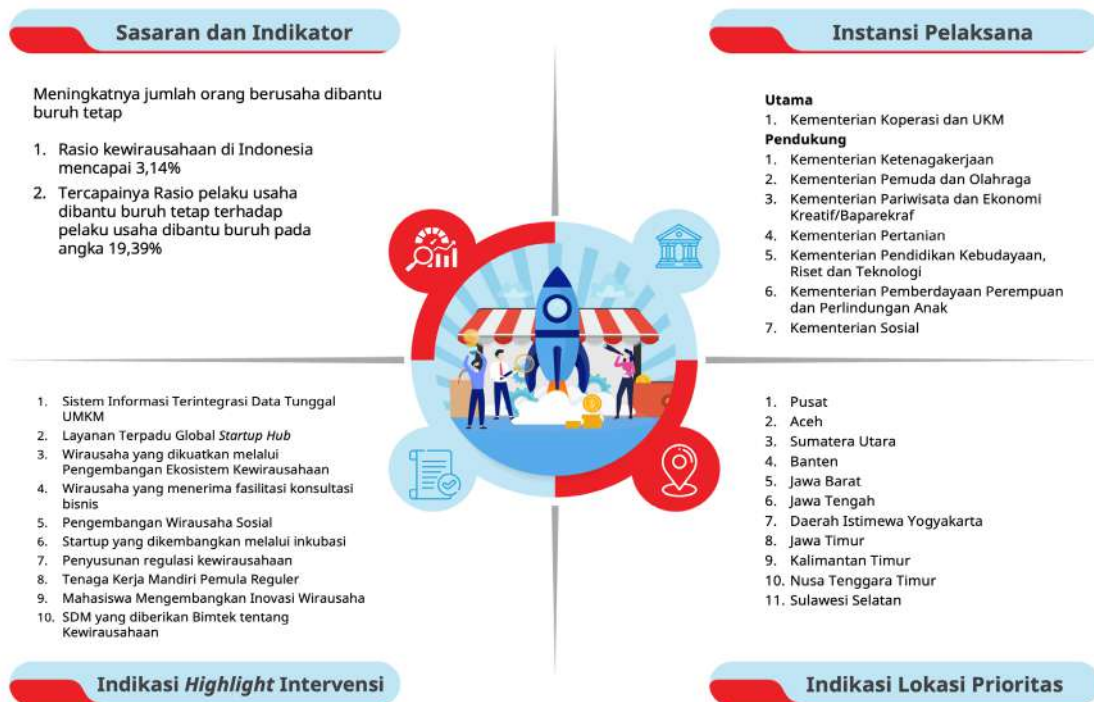 Sasaran dan Indikator
Meningkatnya jumlah orang berusaha dibantu
buruh tetap
1. Rasio kewirausahaan di Indonesia
mencapai 3,14%
2. Tercapainya Rasio pelaku usaha
dibantu buruh tetap terhadap
pelaku usaha dibantu buruh pada
angka 19,39%
Instansi Pelaksana
Utama
1. Kementerian Koperasi dan UKM
Pendukung
1. Kementerian Ketenagakerjaan
2. Kementerian Pemuda dan Olahraga
3. Kementerian Pariwisata dan Ekonomi
Kreatif/Baparekraf
4. Kementerian Pertanian
5. Kementerian Pendidikan Kebudayaan,
Riset dan Teknologi
6. Kementerian Pemberdayaan Perempuan
dan Perlindungan Anak
7. Kementerian Sosial
1. Sistem Informasi Terintegrasi Data Tunggal
UMKM
2. Layanan Terpadu Global Startup Hub
3. Wirausaha yang dikuatkan melalui
Pengembangan Ekosistem Kewirausahaan
4. Wirausaha yang menerima fasilitasi konsultasi
bisnis
5. Pengembangan Wirausaha Sosial
6. Startup yang dikembangkan melalui inkubasi
7. Penyusunan regulasi kewirausahaan
8. Tenaga Kerja Mandiri Pemula Reguler
9. Mahasiswa Mengembangkan Inovasi Wirausaha
10. SDM yang diberikan Bimtek tentang
Kewirausahaan
Indikasi Highlight Intervensi
1. Pusat
2. Aceh
3. Sumatera Utara
4. Banten
5. Jawa Barat
6. Jawa Tengah
7. Daerah Istimewa Yogyakarta
8. Jawa Timur
9. Kalimantan Timur
10. Nusa Tenggara Timur
11. Sulawesi Selatan
Indikasi Lokasi Prioritas